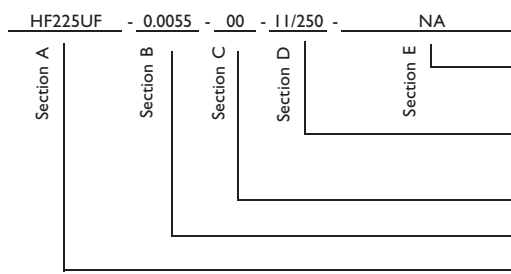 HF225UF - 0.0055 - 00 - 11/250 - NA
Section A
Section B
Section C
Section D
Section E